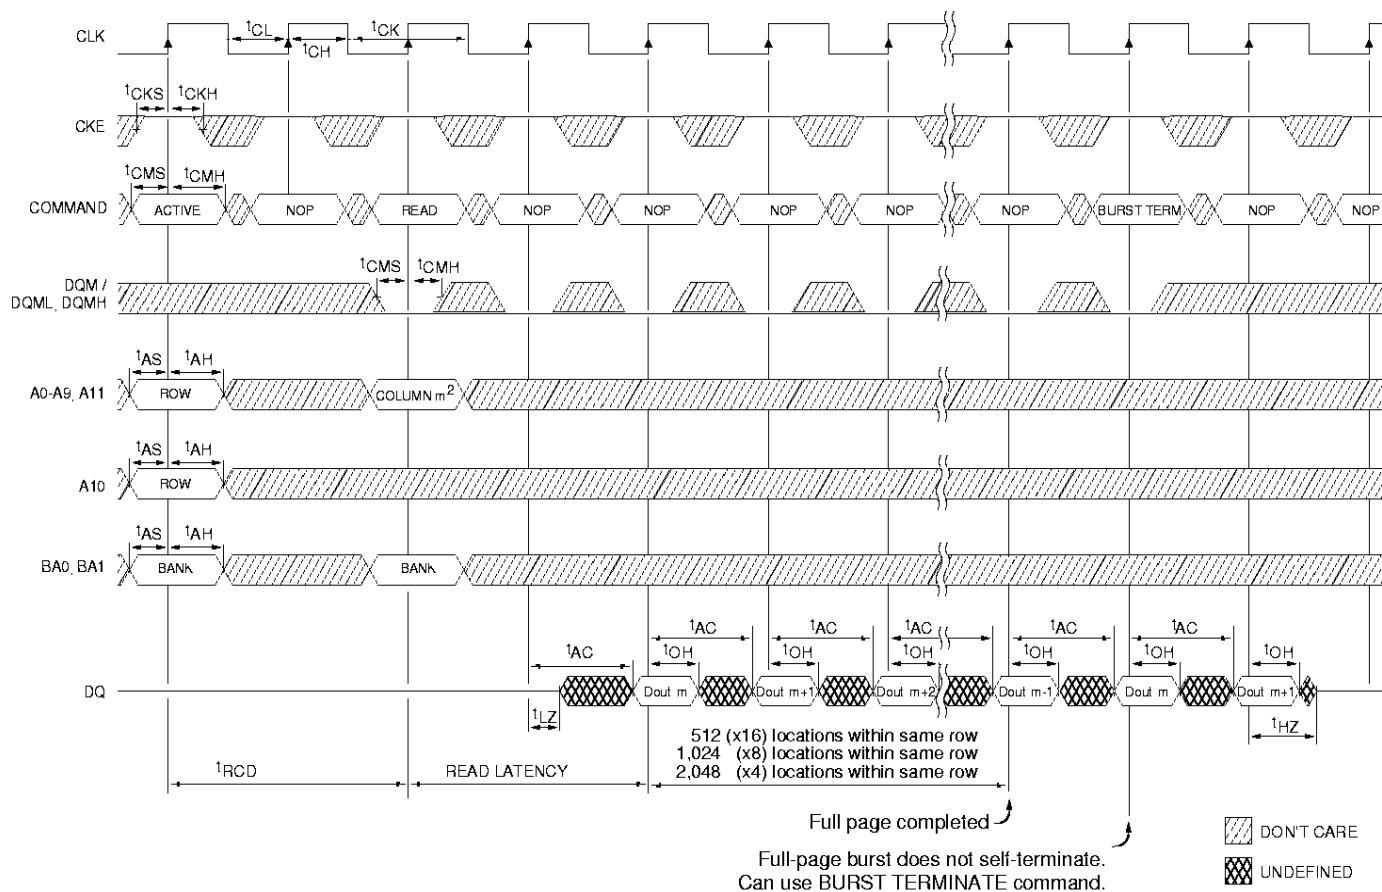 CLK
tCL
tCH
tCK
tCKS
tCKH
CKE
tCMS
tCMH
COMMAND
ACTIVE
NOP
READ
NOP
NOP
NOP
NOP
NOP
BURST TERM
NOP
NOP
tCMS
tCMH
DQM /
DQML, DQMH
tAS
tAH
A0-A9, A11
ROW
COLUMN m2
tAS
tAH
A10
ROW
tAS
tAH
BA0, BA1
BANK
BANK
tAC
tAC
tAC
tAC
tAC
tAC
tOH
tOH
tOH
tOH
tOH
tOH
DQ
Dout m
Dout m+1
Dout m+2
Dout m-1
Dout m
Dout m+1
tLZ
tHZ
512 (x16) locations within same row
1,024 (x8) locations within same row
2,048 (x4) locations within same row
tRCD
READ LATENCY
Full page completed
Full-page burst does not self-terminate.
Can use BURST TERMINATE command.
DON'T CARE
UNDEFINED